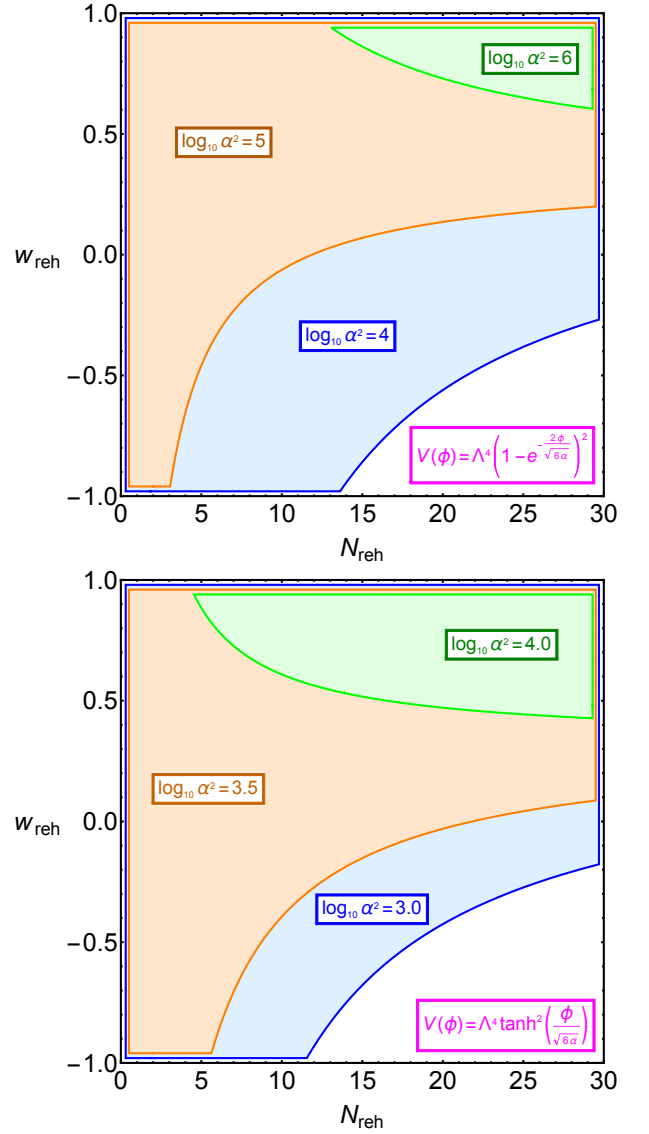 1.0
log₁₀ α² = 6
0.5
log₁₀ α² = 5
w_reh
0.0
log₁₀ α² = 4
−0.5
V(ϕ) = Λ⁴(1 − e^(−2ϕ/√6α))²
−1.0
0 5 10 15 20 25 30
N_reh
1.0
log₁₀ α² = 4.0
0.5
log₁₀ α² = 3.5
w_reh
0.0
log₁₀ α² = 3.0
−0.5
V(ϕ) = Λ⁴ tanh²(ϕ/√6α)
−1.0
0 5 10 15 20 25 30
N_reh